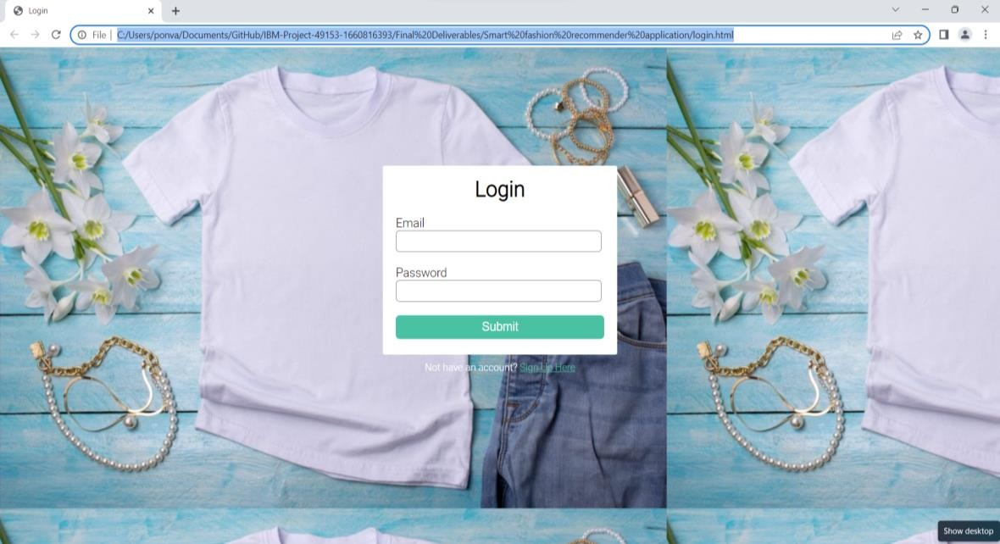 Login
File | C:/Users/ponva/Documents/GitHub/IBM-Project-49153-1660816393/Final%20Deliverables/Smart%20fashion%20recommender%20application/login.html
Login
Email
Password
Submit
Not have an account? Sign Up Here
Show desktop